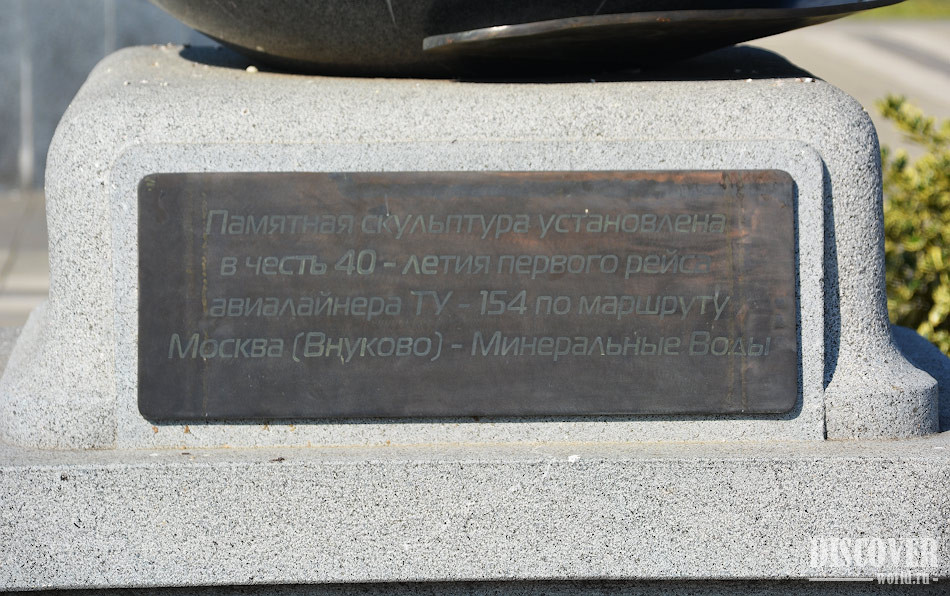 Памятная скульптура установлена
в честь 40 - летия первого рейса
авиалайнера ТУ - 154 по маршруту
Москва (Внуково) - Минеральные Воды
DISCOVER
world.ru